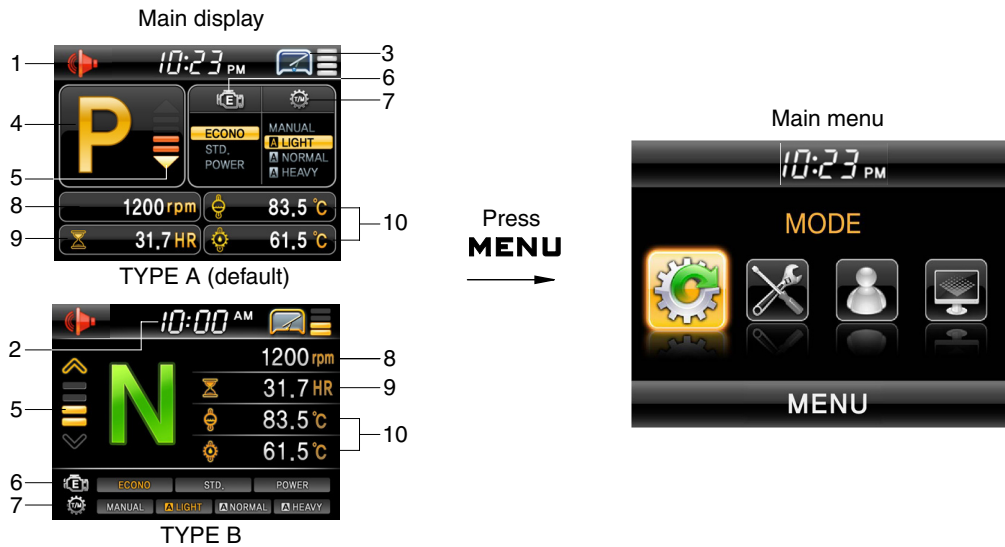 Main display
1
10:23 PM
3
6
7
4
P
E
T/M
ECONO
STD.
POWER
MANUAL
A LIGHT
A NORMAL
A HEAVY
5
8
1200 rpm
83.5 °C
9
31.7 HR
61.5 °C
10
TYPE A (default)
2
10:00 AM
N
5
1200 rpm
8
31.7 HR
9
83.5 °C
61.5 °C
10
6
E
ECONO
STD.
POWER
7
T/M
MANUAL
A LIGHT
A NORMAL
A HEAVY
TYPE B
Press
MENU
Main menu
10:23 PM
MODE
MENU